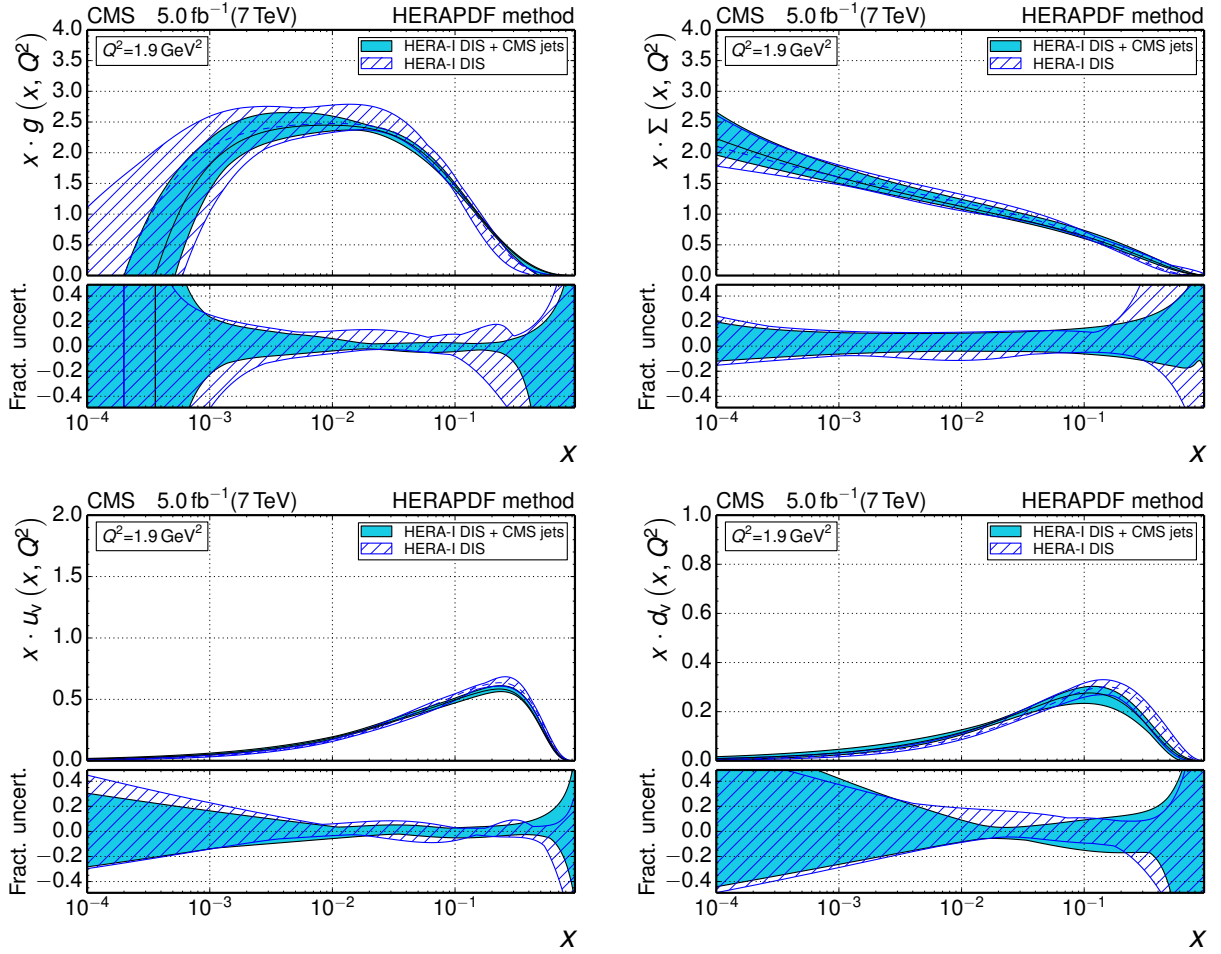 CMS 5.0 fb⁻¹(7 TeV) HERAPDF method
Q²=1.9 GeV²
HERA-I DIS + CMS jets
HERA-I DIS
x · g (x, Q²)
4.0
3.5
3.0
2.5
2.0
1.5
1.0
0.5
0.0
Fract. uncert.
0.4
0.2
0.0
−0.2
−0.4
10⁻⁴ 10⁻³ 10⁻² 10⁻¹
x
CMS 5.0 fb⁻¹(7 TeV) HERAPDF method
Q²=1.9 GeV²
HERA-I DIS + CMS jets
HERA-I DIS
x · Σ (x, Q²)
4.0
3.5
3.0
2.5
2.0
1.5
1.0
0.5
0.0
Fract. uncert.
0.4
0.2
0.0
−0.2
−0.4
10⁻⁴ 10⁻³ 10⁻² 10⁻¹
x
CMS 5.0 fb⁻¹(7 TeV) HERAPDF method
Q²=1.9 GeV²
HERA-I DIS + CMS jets
HERA-I DIS
x · uᵥ (x, Q²)
2.0
1.5
1.0
0.5
0.0
Fract. uncert.
0.4
0.2
0.0
−0.2
−0.4
10⁻⁴ 10⁻³ 10⁻² 10⁻¹
x
CMS 5.0 fb⁻¹(7 TeV) HERAPDF method
Q²=1.9 GeV²
HERA-I DIS + CMS jets
HERA-I DIS
x · dᵥ (x, Q²)
1.0
0.8
0.6
0.4
0.2
0.0
Fract. uncert.
0.4
0.2
0.0
−0.2
−0.4
10⁻⁴ 10⁻³ 10⁻² 10⁻¹
x